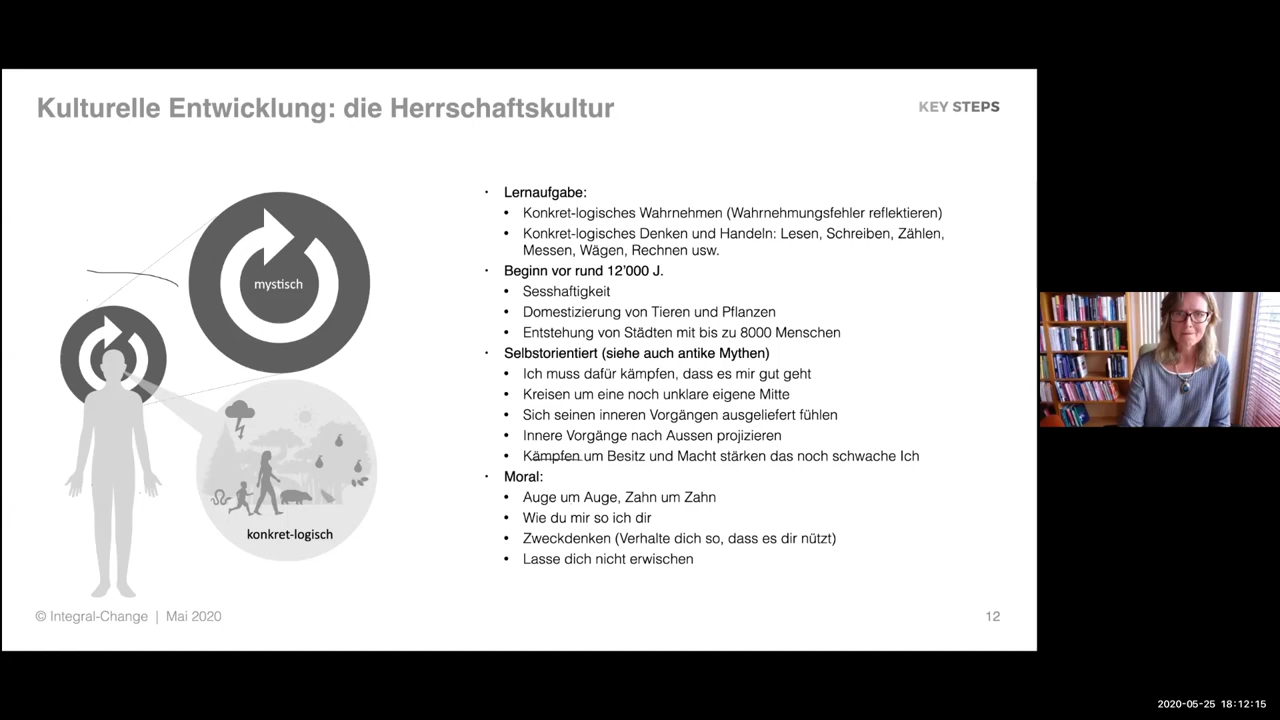 Kulturelle Entwicklung: die Herrschaftskultur
KEY STEPS
mystisch
konkret-logisch
· Lernaufgabe:
• Konkret-logisches Wahrnehmen (Wahrnehmungsfehler reflektieren)
• Konkret-logisches Denken und Handeln: Lesen, Schreiben, Zählen,
Messen, Wägen, Rechnen usw.
· Beginn vor rund 12’000 J.
• Sesshaftigkeit
• Domestizierung von Tieren und Pflanzen
• Entstehung von Städten mit bis zu 8000 Menschen
· Selbstorientiert (siehe auch antike Mythen)
• Ich muss dafür kämpfen, dass es mir gut geht
• Kreisen um eine noch unklare eigene Mitte
• Sich seinen inneren Vorgängen ausgeliefert fühlen
• Innere Vorgänge nach Aussen projizieren
• Kämpfen um Besitz und Macht stärken das noch schwache Ich
· Moral:
• Auge um Auge, Zahn um Zahn
• Wie du mir so ich dir
• Zweckdenken (Verhalte dich so, dass es dir nützt)
• Lasse dich nicht erwischen
© Integral-Change | Mai 2020
12
2020-05-25 18:12:15